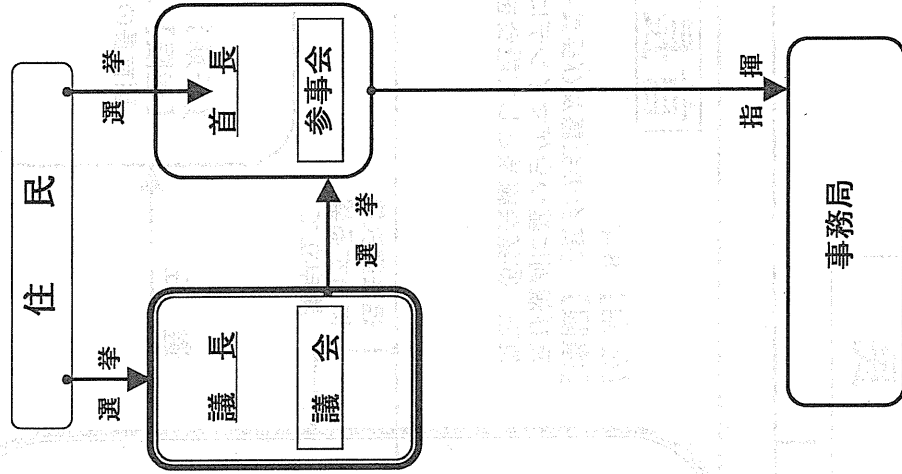 住 民
選 挙
選 挙
議 長
議 会
選 挙
首 長
参事会
指 揮
事務局